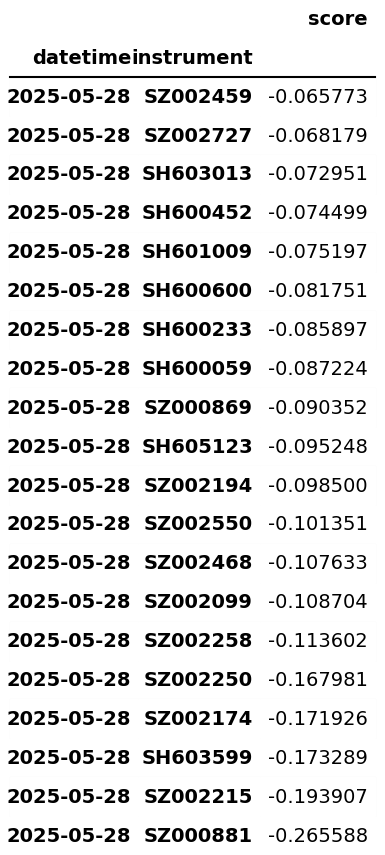 score
datetime instrument
2025-05-28 SZ002459 -0.065773
2025-05-28 SZ002727 -0.068179
2025-05-28 SH603013 -0.072951
2025-05-28 SH600452 -0.074499
2025-05-28 SH601009 -0.075197
2025-05-28 SH600600 -0.081751
2025-05-28 SH600233 -0.085897
2025-05-28 SH600059 -0.087224
2025-05-28 SZ000869 -0.090352
2025-05-28 SH605123 -0.095248
2025-05-28 SZ002194 -0.098500
2025-05-28 SZ002550 -0.101351
2025-05-28 SZ002468 -0.107633
2025-05-28 SZ002099 -0.108704
2025-05-28 SZ002258 -0.113602
2025-05-28 SZ002250 -0.167981
2025-05-28 SZ002174 -0.171926
2025-05-28 SH603599 -0.173289
2025-05-28 SZ002215 -0.193907
2025-05-28 SZ000881 -0.265588